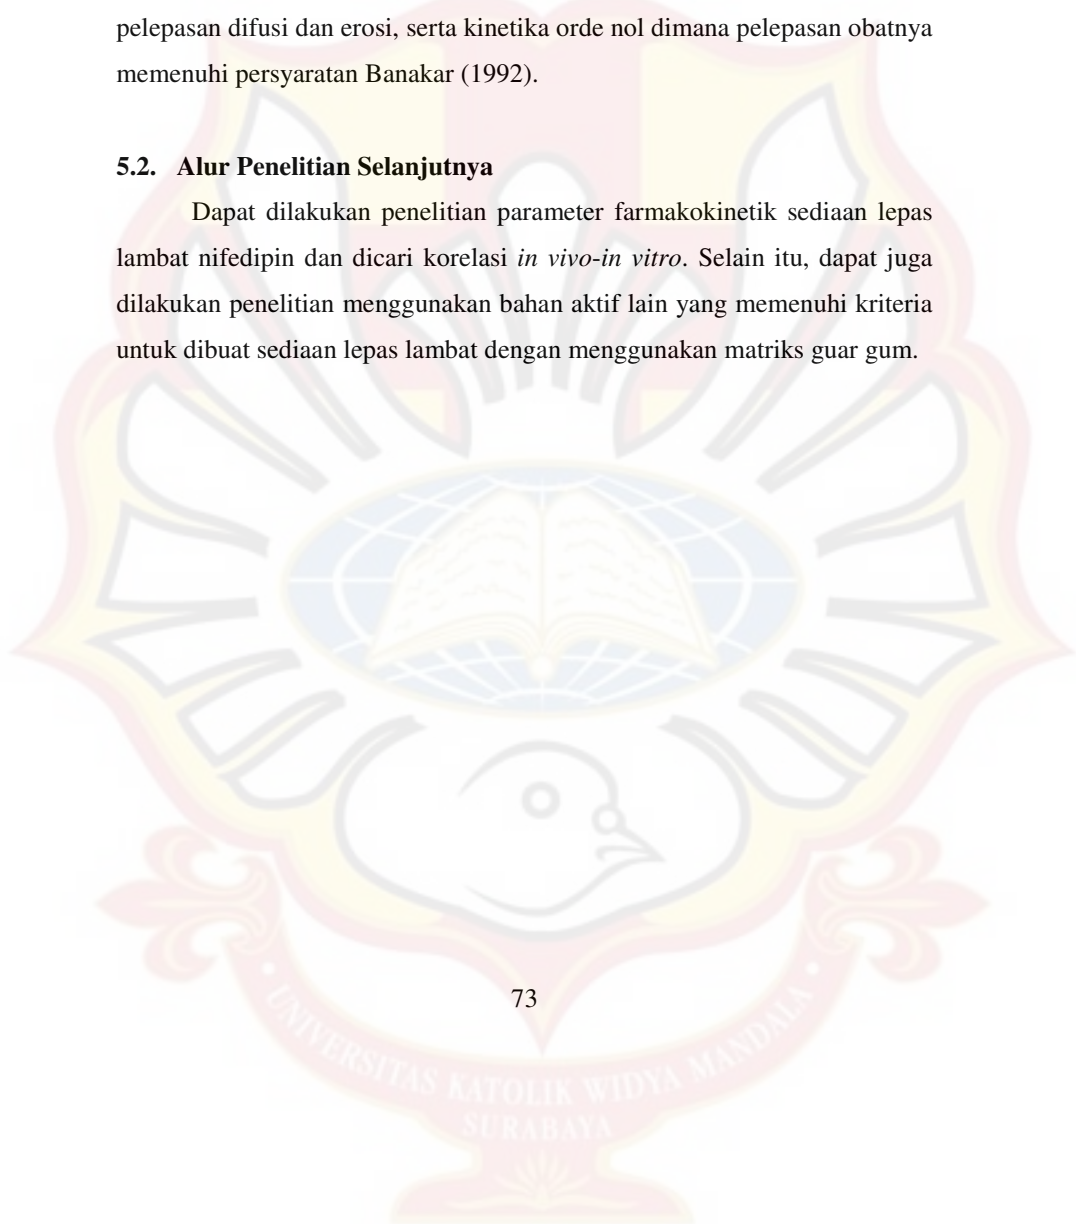 pelepasan difusi dan erosi, serta kinetika orde nol dimana pelepasan obatnya
memenuhi persyaratan Banakar (1992).
5.2. Alur Penelitian Selanjutnya
Dapat dilakukan penelitian parameter farmakokinetik sediaan lepas
lambat nifedipin dan dicari korelasi in vivo-in vitro. Selain itu, dapat juga
dilakukan penelitian menggunakan bahan aktif lain yang memenuhi kriteria
untuk dibuat sediaan lepas lambat dengan menggunakan matriks guar gum.
73
UNIVERSITAS KATOLIK WIDYA MANDALA
SURABAYA